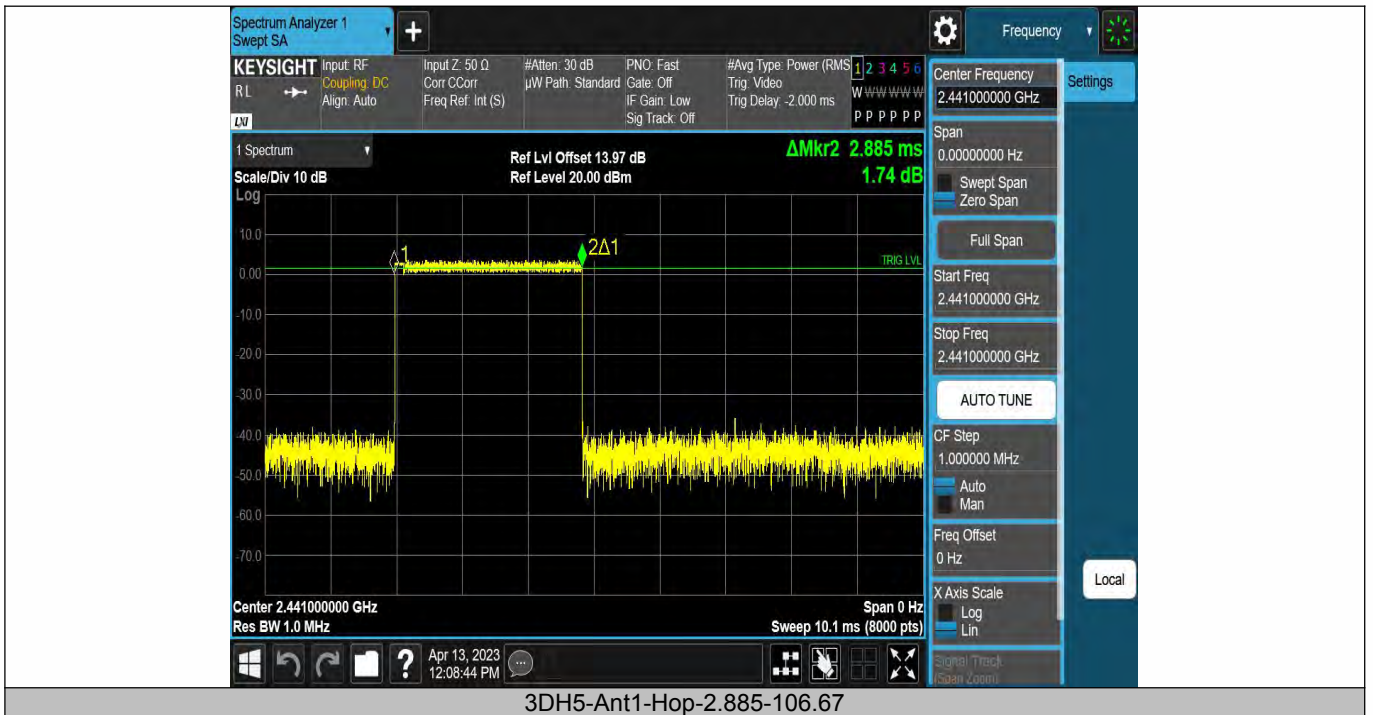 Spectrum Analyzer 1
Swept SA
+
Frequency
KEYSIGHT
RL
LXI
Input: RF
Coupling: DC
Align: Auto
Input Z: 50 Ω
Corr CCorr
Freq Ref: Int (S)
#Atten: 30 dB
µW Path: Standard
PNO: Fast
Gate: Off
IF Gain: Low
Sig Track: Off
#Avg Type: Power (RMS
Trig: Video
Trig Delay: -2.000 ms
1 2 3 4 5 6
W W W W W W
P P P P P P
1 Spectrum
Scale/Div 10 dB
Ref Lvl Offset 13.97 dB
Ref Level 20.00 dBm
ΔMkr2 2.885 ms
1.74 dB
Log
10.0
0.00
-10.0
-20.0
-30.0
-40.0
-50.0
-60.0
-70.0
1
2Δ1
TRIG LVL
Center 2.441000000 GHz
Res BW 1.0 MHz
Span 0 Hz
Sweep 10.1 ms (8000 pts)
Apr 13, 2023
12:08:44 PM
Center Frequency
2.441000000 GHz
Settings
Span
0.00000000 Hz
Swept Span
Zero Span
Full Span
Start Freq
2.441000000 GHz
Stop Freq
2.441000000 GHz
AUTO TUNE
CF Step
1.000000 MHz
Auto
Man
Freq Offset
0 Hz
X Axis Scale
Log
Lin
Local
Signal Track
(Span Zoom)
3DH5-Ant1-Hop-2.885-106.67